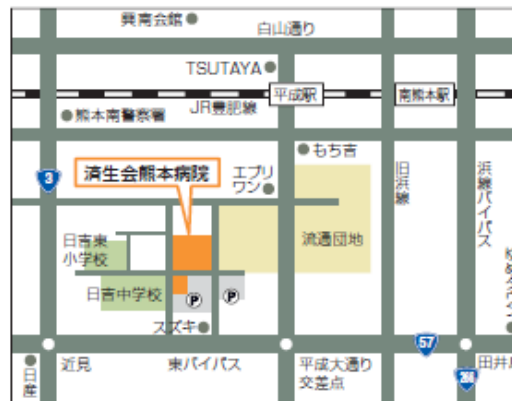 興南会館
白山通り
TSUTAYA
平成駅
南熊本駅
JR豊肥線
熊本南警察署
もち吉
3
済生会熊本病院
エブリ
ワン
旧浜線
浜線バイパス
日吉東
小学校
流通団地
日吉中学校
P
P
スズキ
57
日産
近見
東バイパス
平成大通り
交差点
266
田井島